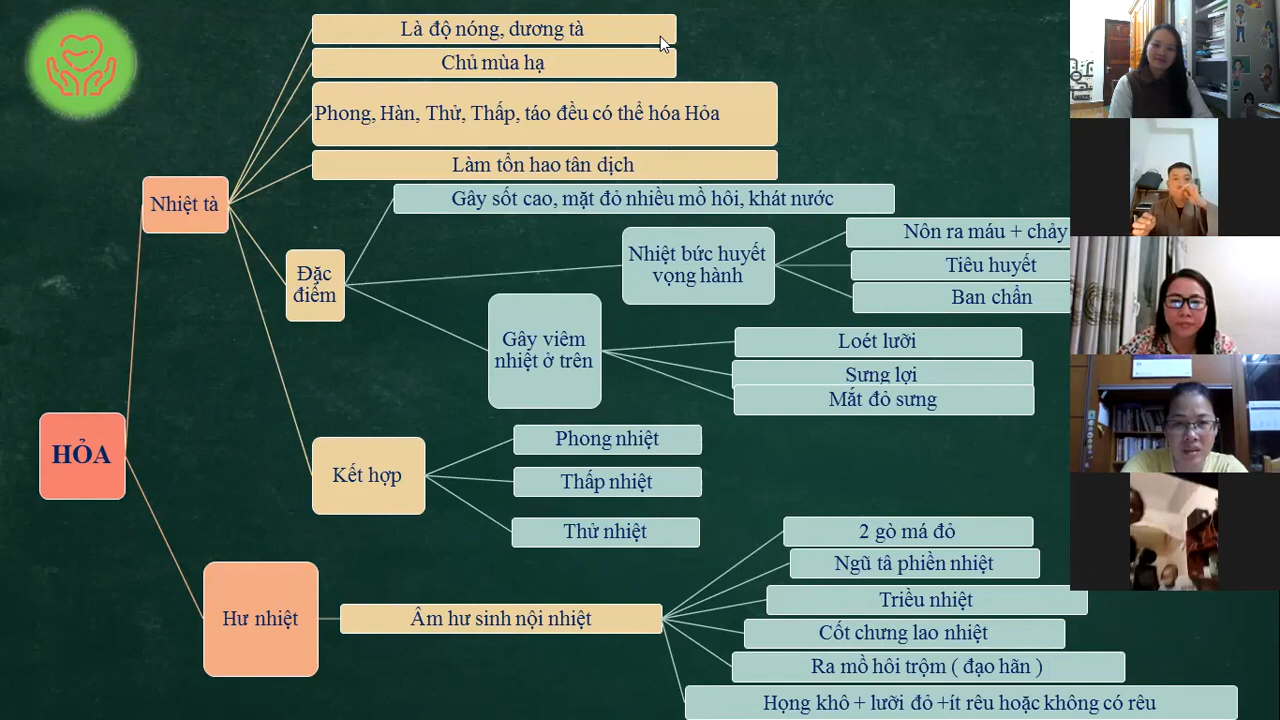 Là độ nóng, dương tà
Chủ mùa hạ
Phong, Hàn, Thử, Thấp, táo đều có thể hóa Hỏa
Làm tổn hao tân dịch
Nhiệt tà
Gây sốt cao, mặt đỏ nhiều mồ hôi, khát nước
Đặc
điểm
Nhiệt bức huyết
vọng hành
Nôn ra máu + chảy
Tiêu huyết
Ban chẩn
Gây viêm
nhiệt ở trên
Loét lưỡi
Sưng lợi
Mắt đỏ sưng
HỎA
Kết hợp
Phong nhiệt
Thấp nhiệt
Thử nhiệt
Hư nhiệt
Âm hư sinh nội nhiệt
2 gò má đỏ
Ngũ tâ phiền nhiệt
Triều nhiệt
Cốt chưng lao nhiệt
Ra mồ hôi trộm ( đạo hãn )
Họng khô + lưỡi đỏ +ít rêu hoặc không có rêu